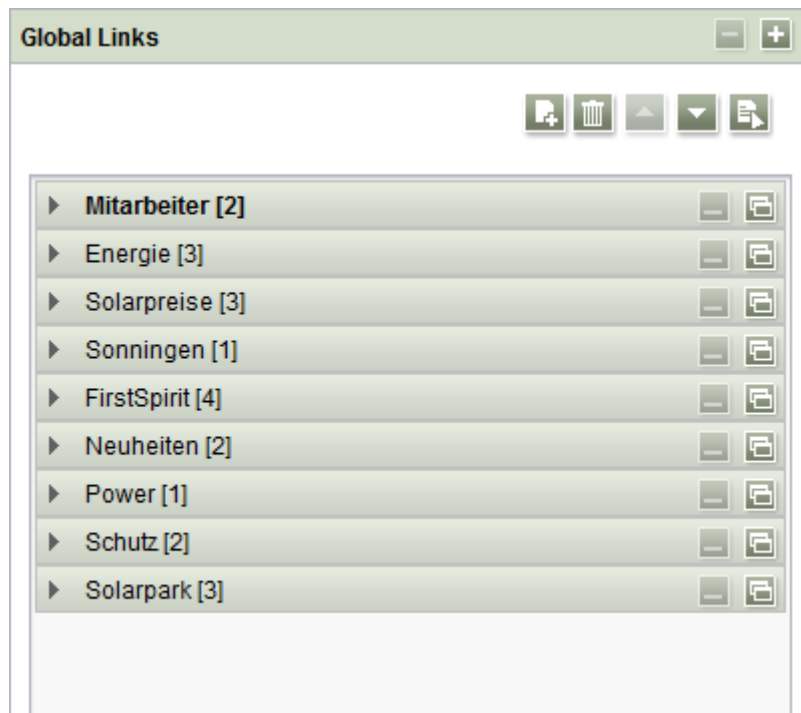 Global Links
Mitarbeiter [2]
Energie [3]
Solarpreise [3]
Sonningen [1]
FirstSpirit [4]
Neuheiten [2]
Power [1]
Schutz [2]
Solarpark [3]